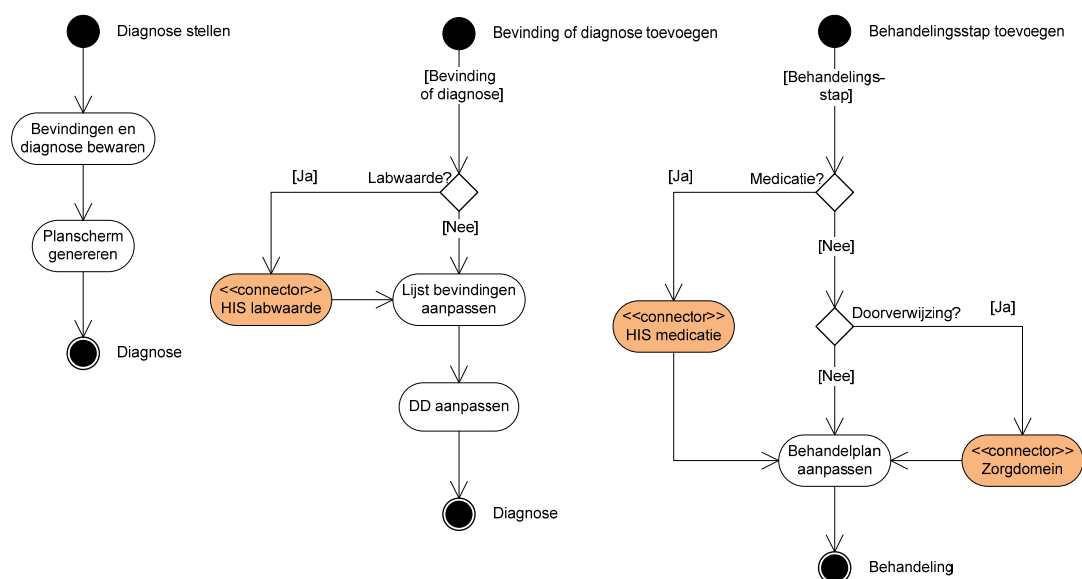 Diagnose stellen
Bevindingen en
diagnose bewaren
Planscherm
genereren
Diagnose
Bevinding of diagnose toevoegen
[Bevinding
of diagnose]
Labwaarde?
[Ja]
[Nee]
<<connector>>
HIS labwaarde
Lijst bevindingen
aanpassen
DD aanpassen
Diagnose
Behandelingsstap toevoegen
[Behandelings-
stap]
Medicatie?
[Ja]
[Nee]
<<connector>>
HIS medicatie
Doorverwijzing?
[Ja]
[Nee]
Behandelplan
aanpassen
<<connector>>
Zorgdomein
Behandeling